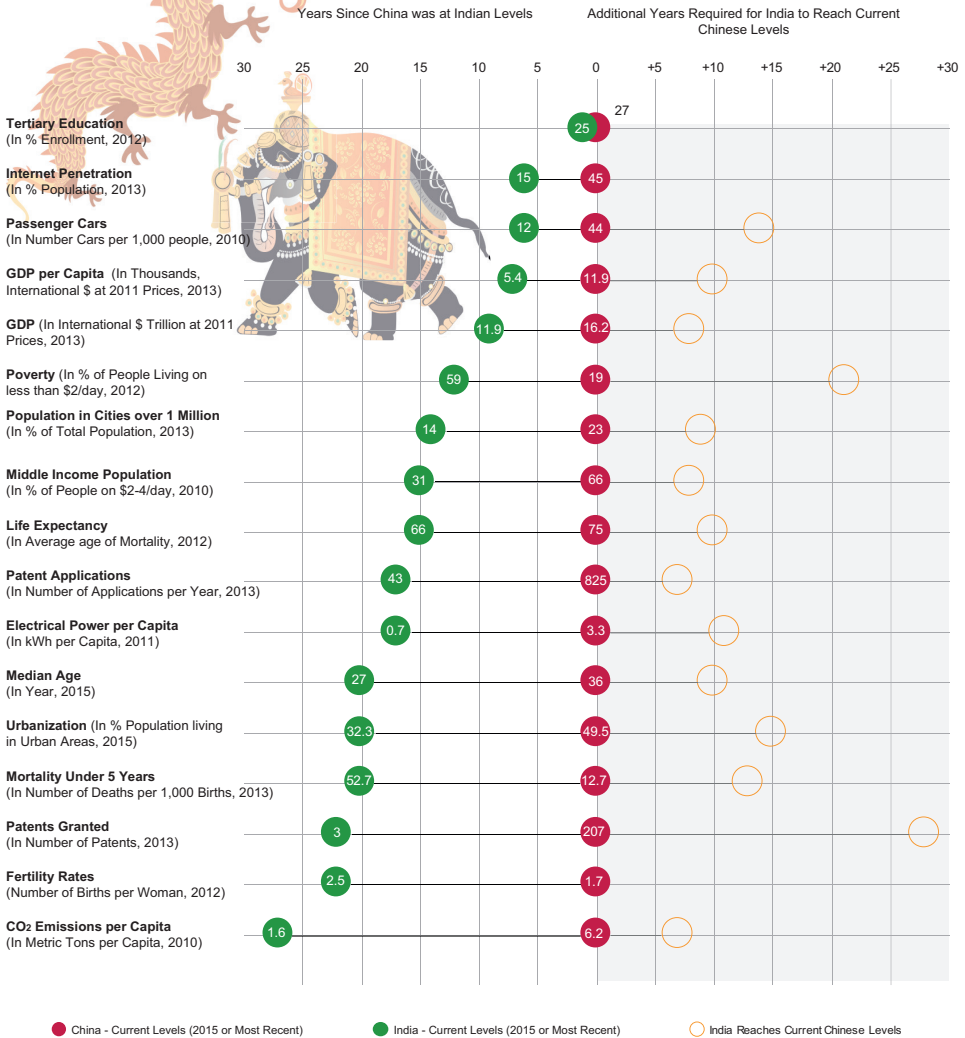 Years Since China was at Indian Levels
Additional Years Required for India to Reach Current
Chinese Levels
30 25 20 15 10 5 0 +5 +10 +15 +20 +25 +30
Tertiary Education
(In % Enrollment, 2012)
25 27
Internet Penetration
(In % Population, 2013)
15 45
Passenger Cars
(In Number Cars per 1,000 people, 2010)
12 44
GDP per Capita (In Thousands,
International $ at 2011 Prices, 2013)
5.4 11.9
GDP (In International $ Trillion at 2011
Prices, 2013)
11.9 16.2
Poverty (In % of People Living on
less than $2/day, 2012)
59 19
Population in Cities over 1 Million
(In % of Total Population, 2013)
14 23
Middle Income Population
(In % of People on $2-4/day, 2010)
31 66
Life Expectancy
(In Average age of Mortality, 2012)
66 75
Patent Applications
(In Number of Applications per Year, 2013)
43 825
Electrical Power per Capita
(In kWh per Capita, 2011)
0.7 3.3
Median Age
(In Year, 2015)
27 36
Urbanization (In % Population living
in Urban Areas, 2015)
32.3 49.5
Mortality Under 5 Years
(In Number of Deaths per 1,000 Births, 2013)
52.7 12.7
Patents Granted
(In Number of Patents, 2013)
3 207
Fertility Rates
(Number of Births per Woman, 2012)
2.5 1.7
CO2 Emissions per Capita
(In Metric Tons per Capita, 2010)
1.6 6.2
China - Current Levels (2015 or Most Recent)
India - Current Levels (2015 or Most Recent)
India Reaches Current Chinese Levels